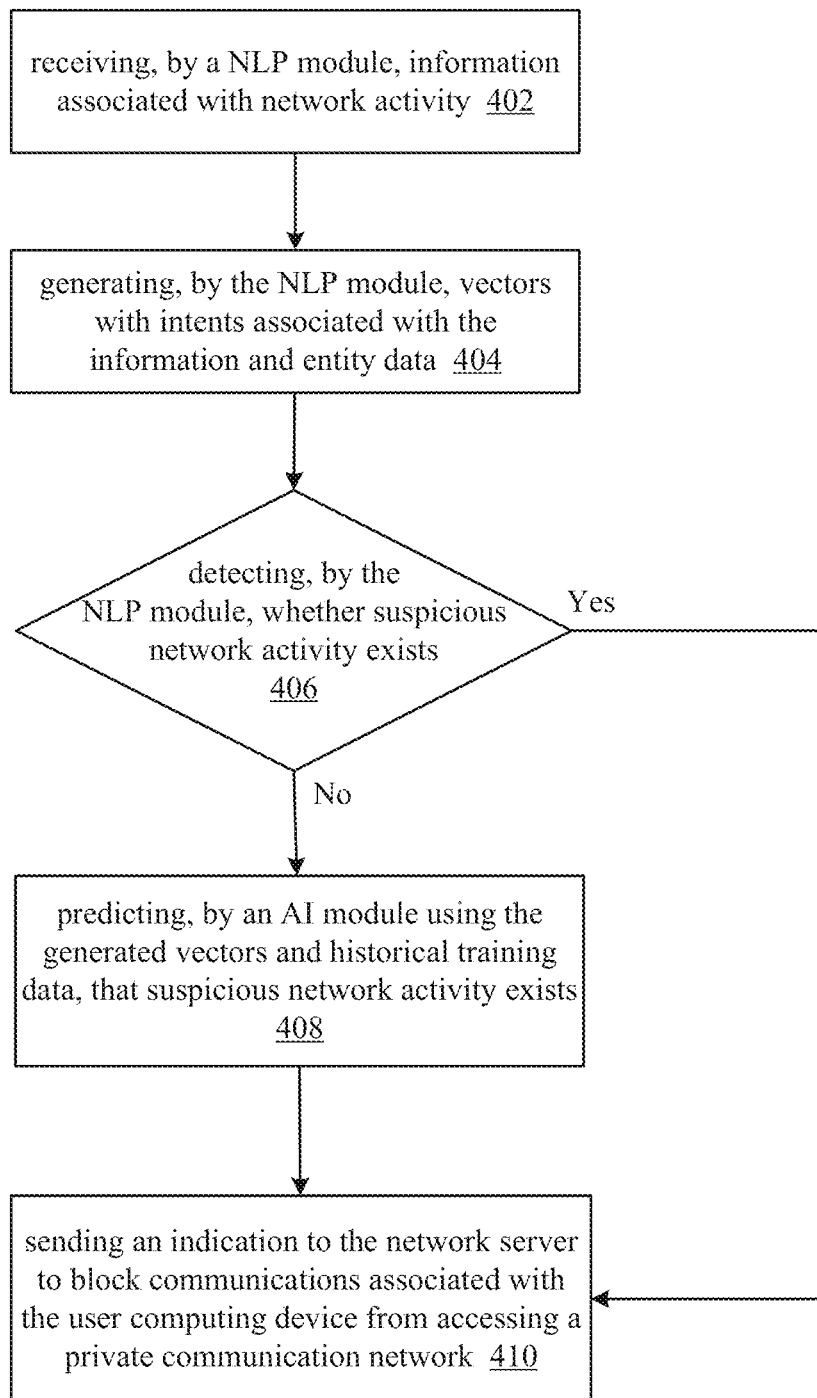 receiving, by a NLP module, information
associated with network activity 402
generating, by the NLP module, vectors
with intents associated with the
information and entity data 404
detecting, by the
NLP module, whether suspicious
network activity exists
406
Yes
No
predicting, by an AI module using the
generated vectors and historical training
data, that suspicious network activity exists
408
sending an indication to the network server
to block communications associated with
the user computing device from accessing a
private communication network 410